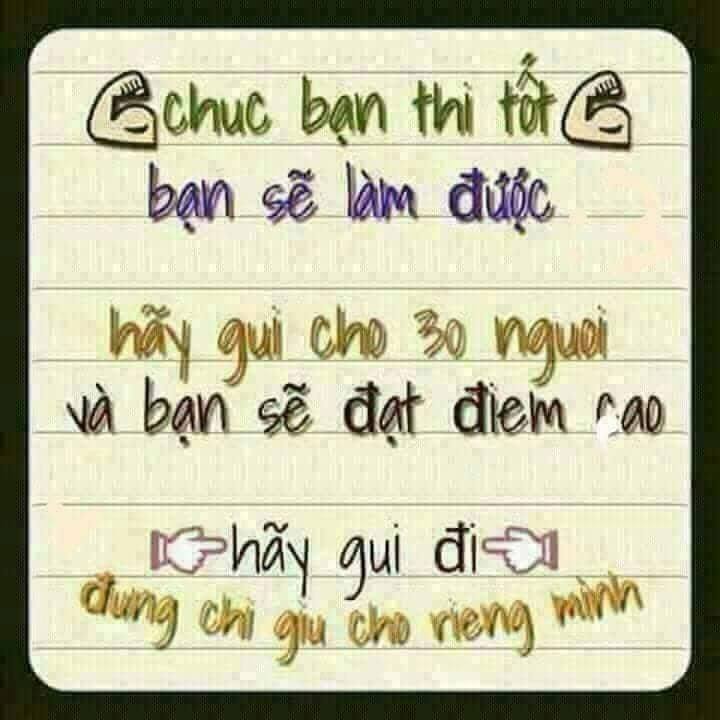 chuc bạn thi tốt
bạn sẽ làm được
hãy gui cho 30 nguoi
và bạn sẽ đạt điem cao
hãy gui đi
đung chi giu cho rieng minh